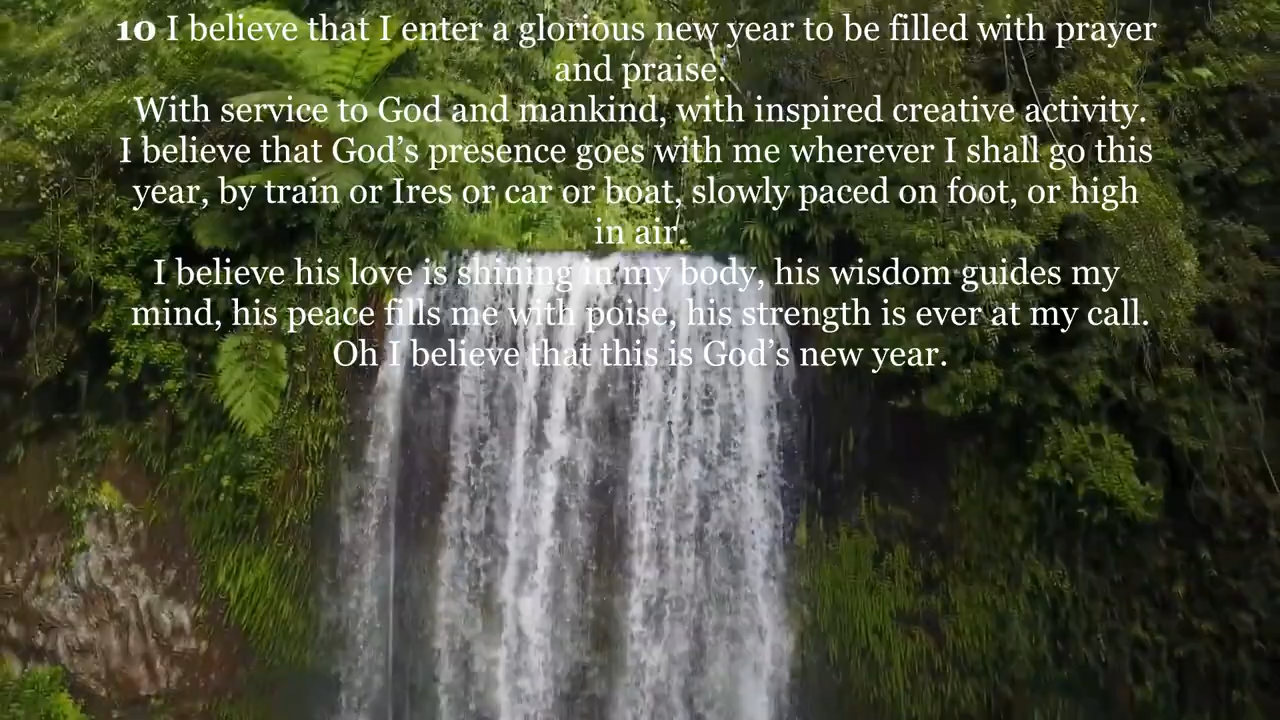 10 I believe that I enter a glorious new year to be filled with prayer
and praise.
With service to God and mankind, with inspired creative activity.
I believe that God’s presence goes with me wherever I shall go this
year, by train or Ires or car or boat, slowly paced on foot, or high
in air.
I believe his love is shining in my body, his wisdom guides my
mind, his peace fills me with poise, his strength is ever at my call.
Oh I believe that this is God’s new year.